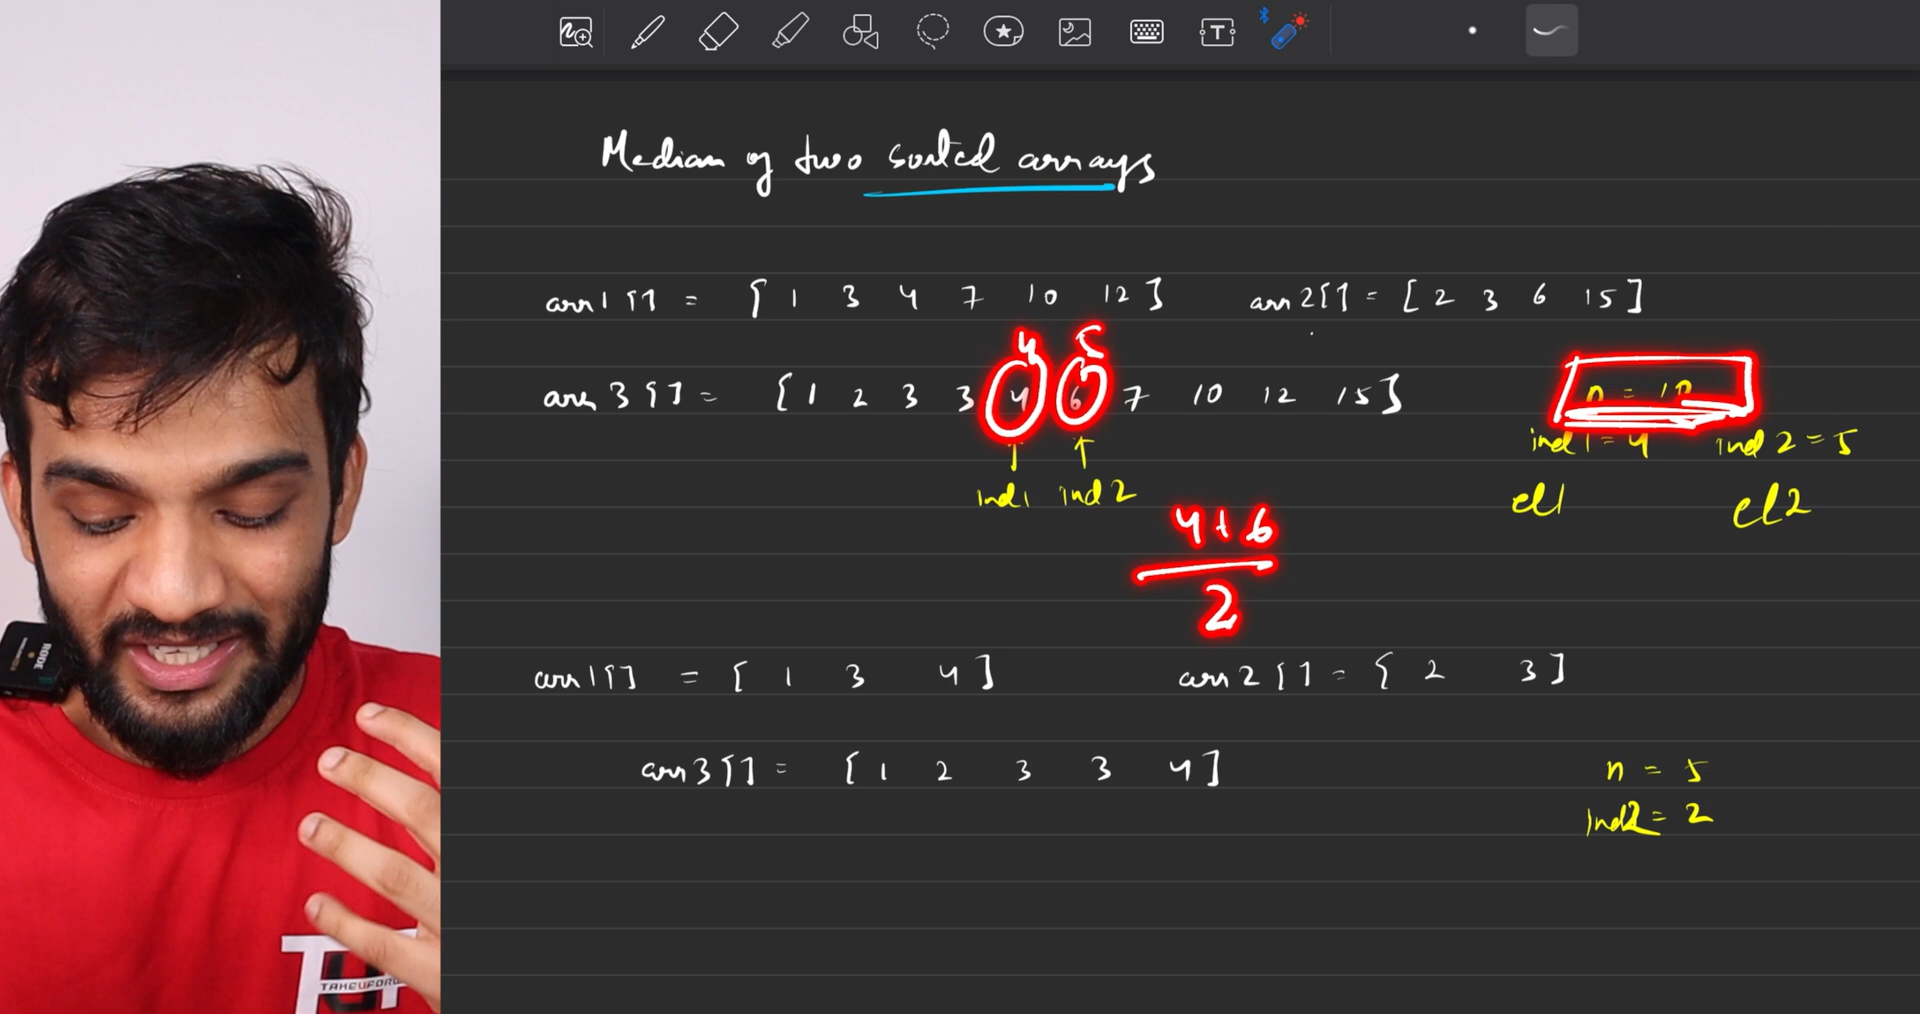 Median of two sorted arrays
arr1[] = [ 1 3 4 7 10 12 ] arr2[] = [ 2 3 6 15 ]
4 5
arr3[] = [ 1 2 3 3 4 6 7 10 12 15 ] n = 10
ind1 = 4 ind2 = 5
ind1 ind2 el1 el2
4 + 6
2
arr1[] = [ 1 3 4 ] arr2[] = [ 2 3 ]
arr3[] = [ 1 2 3 3 4 ] n = 5
ind2 = 2
RODE
TAKEUFORW